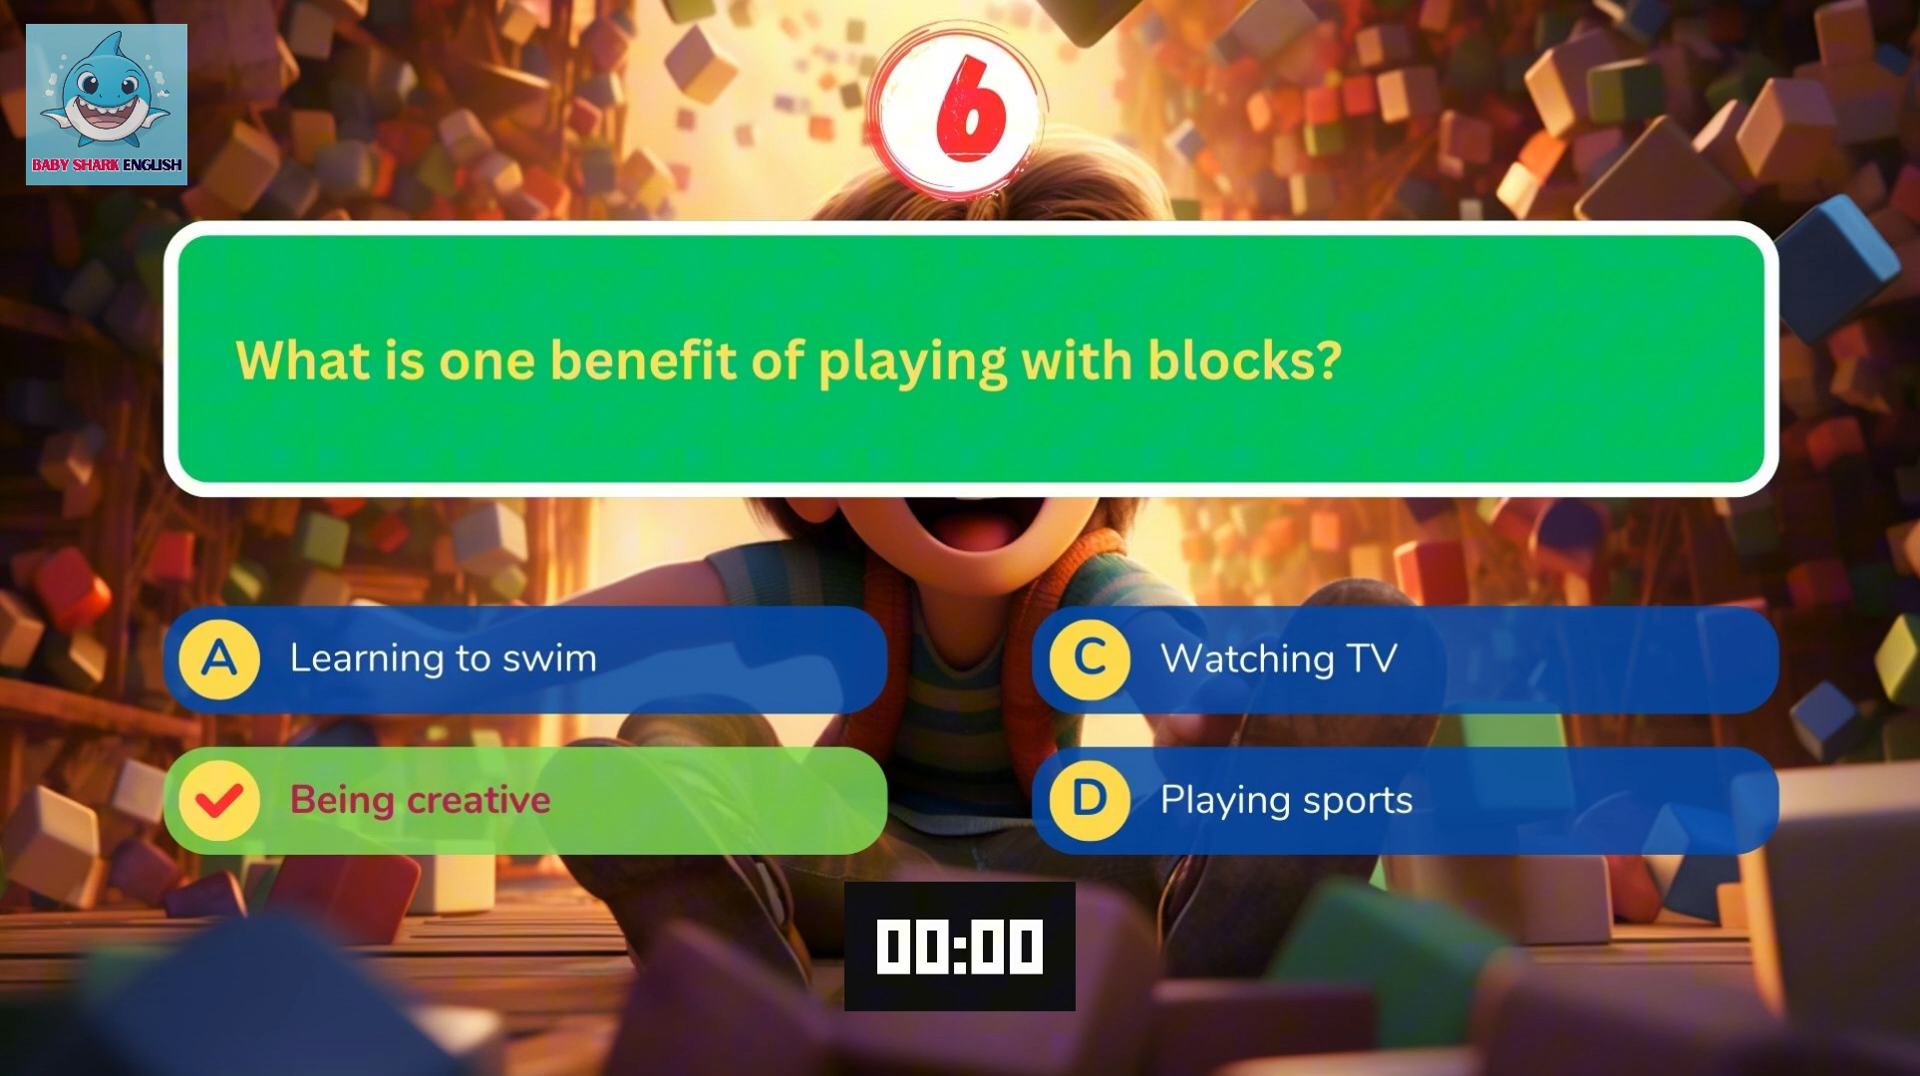 BABY SHARK ENGLISH
6
What is one benefit of playing with blocks?
A Learning to swim
Being creative
C Watching TV
D Playing sports
00:00